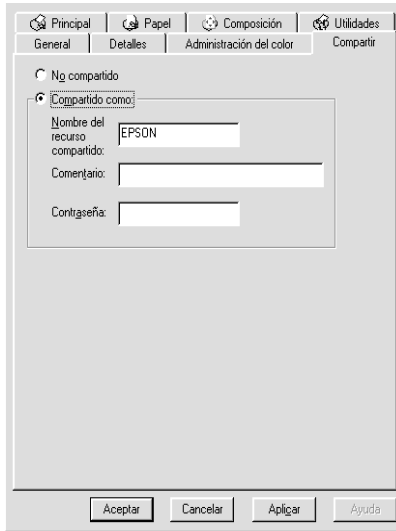 Principal Papel Composición Utilidades
General Detalles Administración del color Compartir
No compartido
Compartido como:
Nombre del
recurso
compartido:
EPSON
Comentario:
Contraseña:
Aceptar Cancelar Aplicar Ayuda